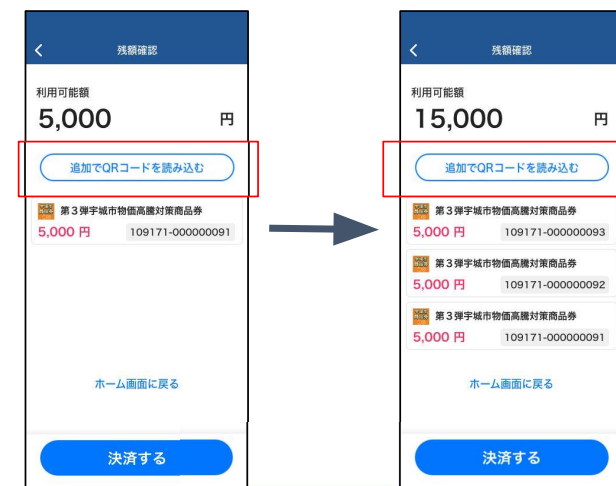 残額確認
利用可能額
5,000 円
追加でQRコードを読み込む
第3弾宇城市物価高騰対策商品券
5,000 円 109171-000000091
ホーム画面に戻る
決済する
残額確認
利用可能額
15,000 円
追加でQRコードを読み込む
第3弾宇城市物価高騰対策商品券
5,000 円 109171-000000093
第3弾宇城市物価高騰対策商品券
5,000 円 109171-000000092
第3弾宇城市物価高騰対策商品券
5,000 円 109171-000000091
ホーム画面に戻る
決済する